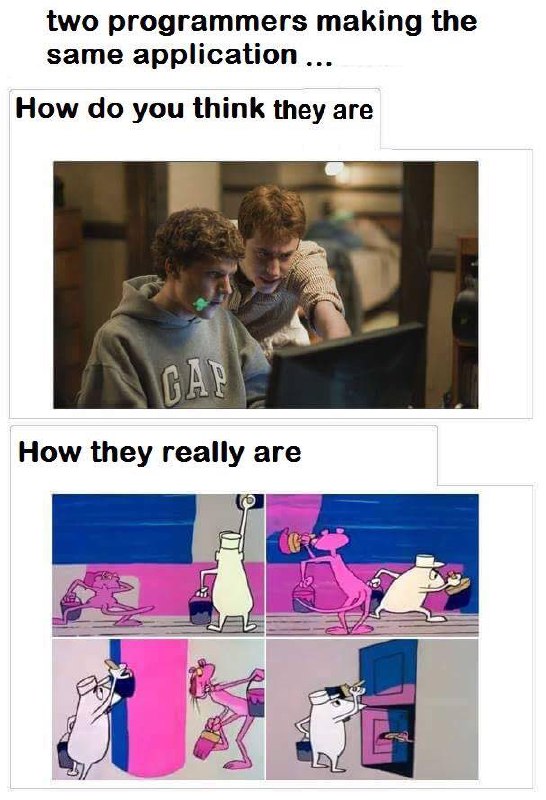 two programmers making the
same application ...
How do you think they are
GAP
How they really are